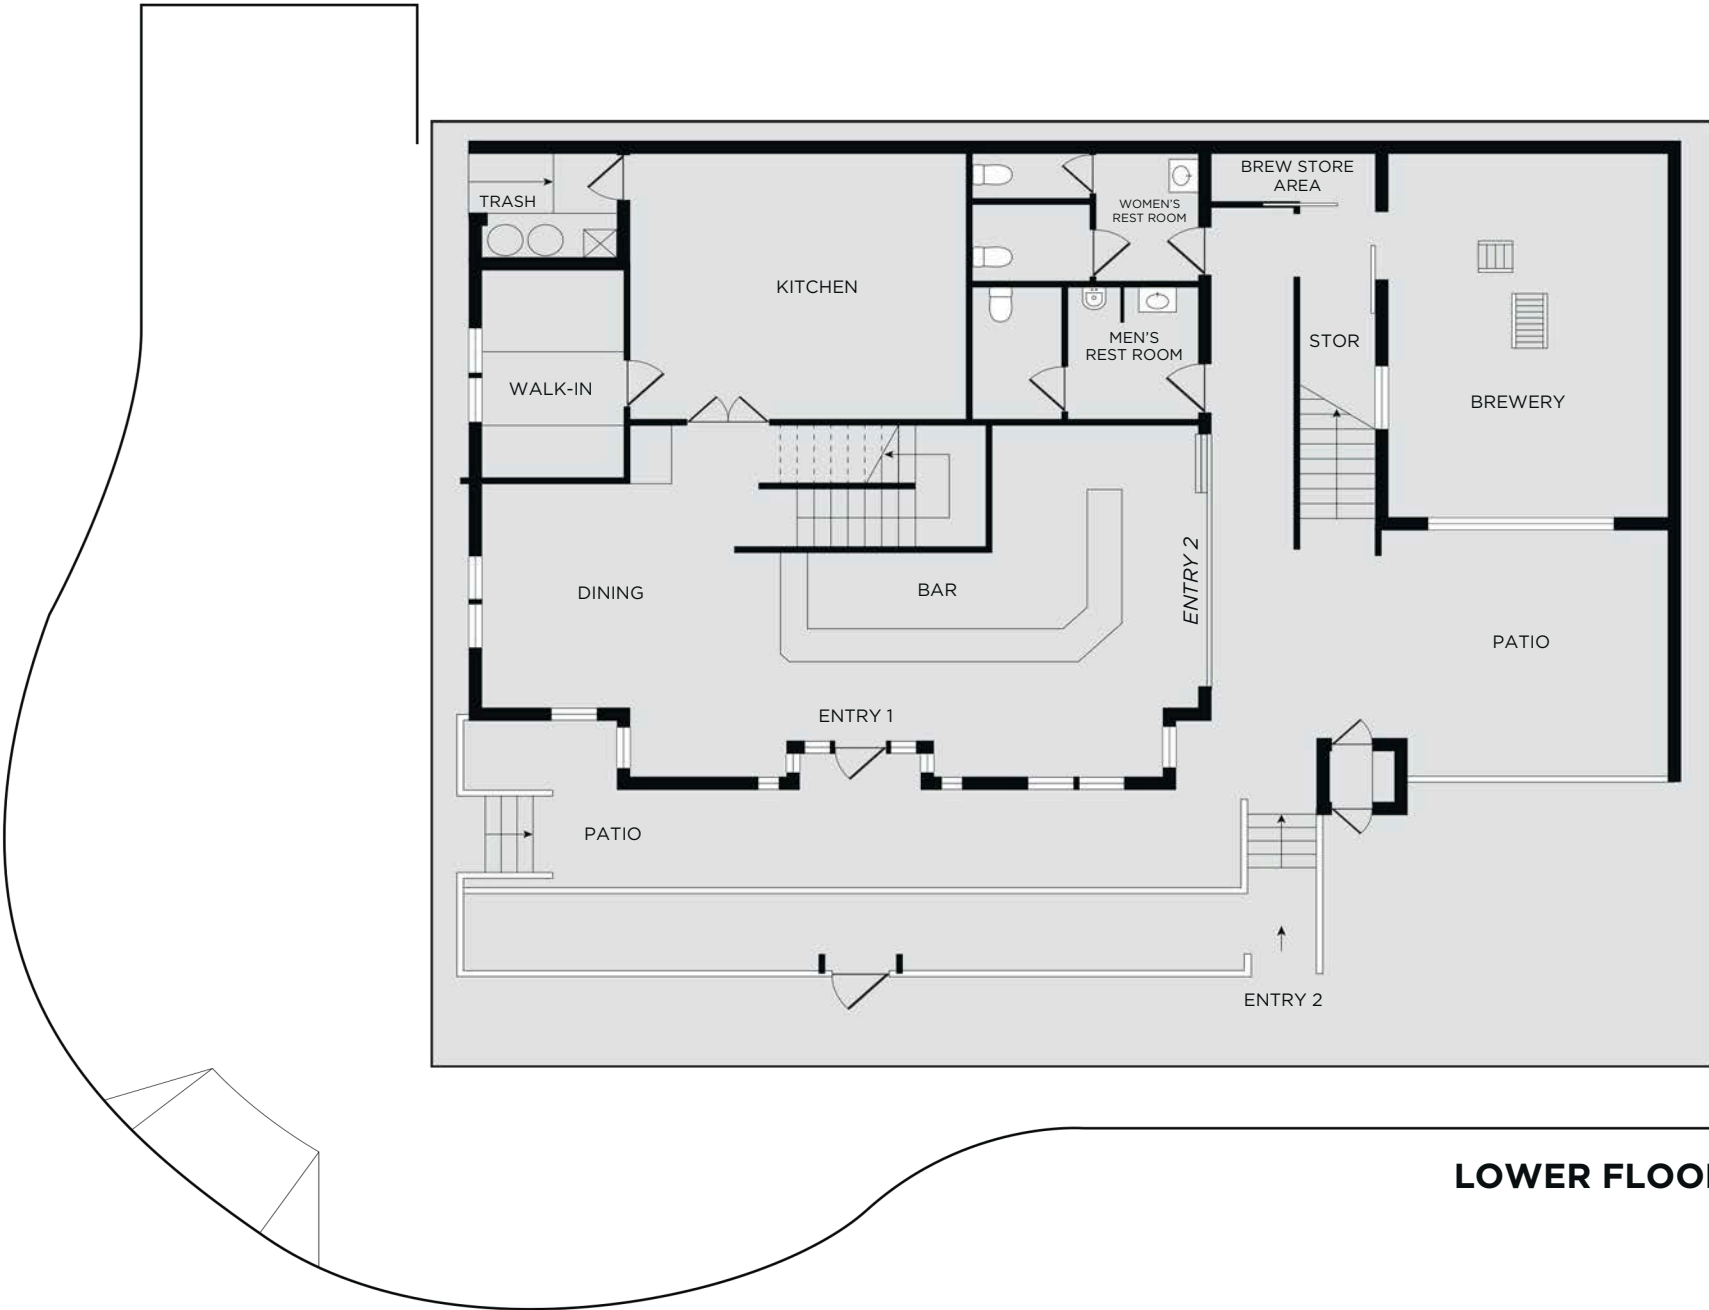 BREW STORE
AREA
TRASH
WOMEN'S
REST ROOM
KITCHEN
MEN'S
REST ROOM
STOR
WALK-IN
BREWERY
ENTRY 2
DINING
BAR
PATIO
ENTRY 1
PATIO
ENTRY 2
LOWER FLOO